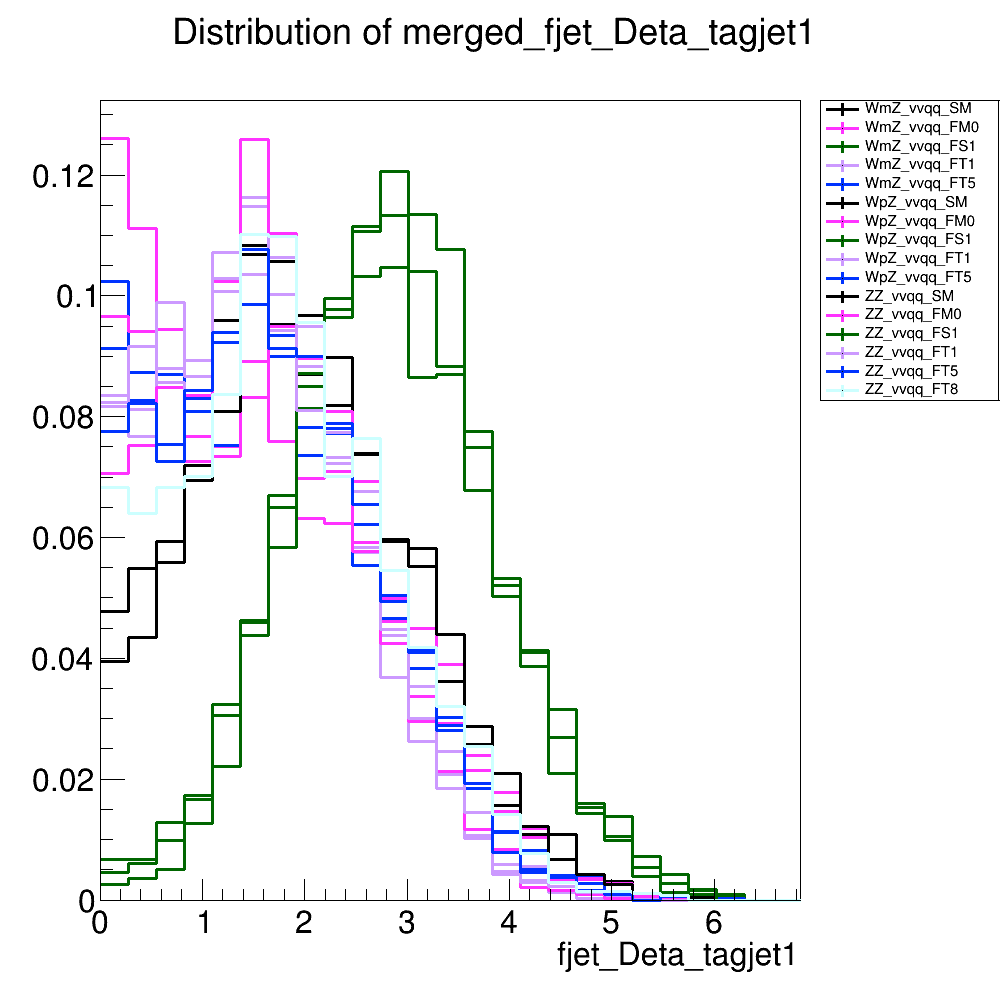 Distribution of merged_fjet_Deta_tagjet1
WmZ_vvqq_SM
WmZ_vvqq_FM0
WmZ_vvqq_FS1
WmZ_vvqq_FT1
WmZ_vvqq_FT5
WpZ_vvqq_SM
WpZ_vvqq_FM0
WpZ_vvqq_FS1
WpZ_vvqq_FT1
WpZ_vvqq_FT5
ZZ_vvqq_SM
ZZ_vvqq_FM0
ZZ_vvqq_FS1
ZZ_vvqq_FT1
ZZ_vvqq_FT5
ZZ_vvqq_FT8
0.12
0.1
0.08
0.06
0.04
0.02
0
0 1 2 3 4 5 6
fjet_Deta_tagjet1